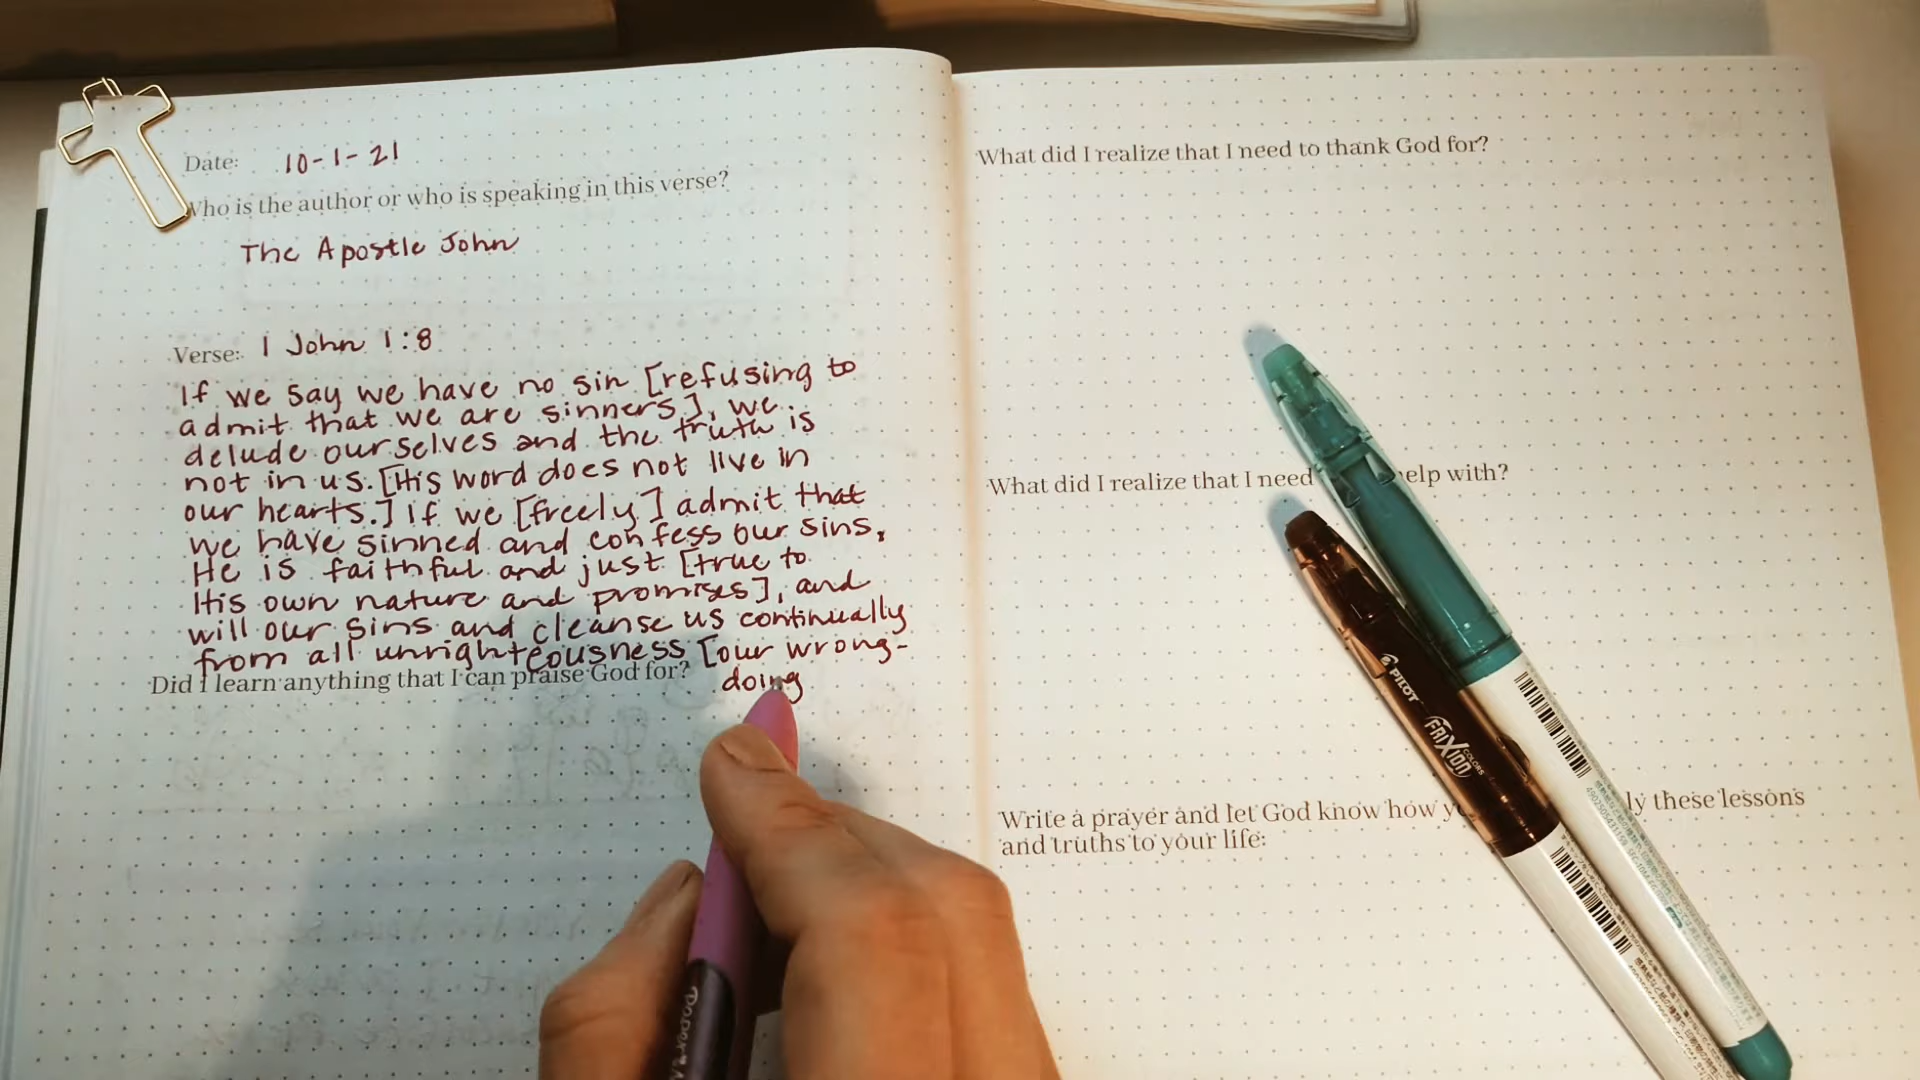 Date: 10-1-21
Who is the author or who is speaking in this verse?
The Apostle John
Verse: 1 John 1:8
If we say we have no sin [refusing to
admit that we are sinners], we
delude ourselves and the truth is
not in us. [His word does not live in
our hearts.] If we [freely] admit that
we have sinned and confess our sins,
He is faithful and just [true to
His own nature and promises], and
will our sins and cleanse us continually
from all unrighteousness [our wrong-
doing
Did I learn anything that I can praise God for?
What did I realize that I need to thank God for?
What did I realize that I need help with?
Write a prayer and let God know how ly these lessons
and truths to your life:
PILOT
FRIXION
COLORS